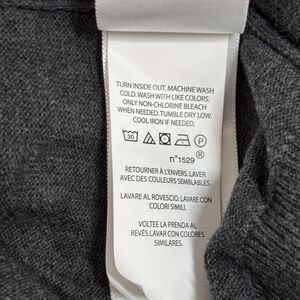 TURN INSIDE OUT. MACHINE WASH
COLD. WASH WITH LIKE COLORS.
ONLY NON-CHLORINE BLEACH
WHEN NEEDED. TUMBLE DRY LOW.
COOL IRON IF NEEDED.
30 P
®
n°1529
RETOURNER À L'ENVERS. LAVER
AVEC DES COULEURS SEMBLABLES.
LAVARE AL ROVESCIO. LAVARE CON
COLORI SIMILI.
VOLTEE LA PRENDA AL
REVÉS. LAVAR CON COLORES
SIMILARES.